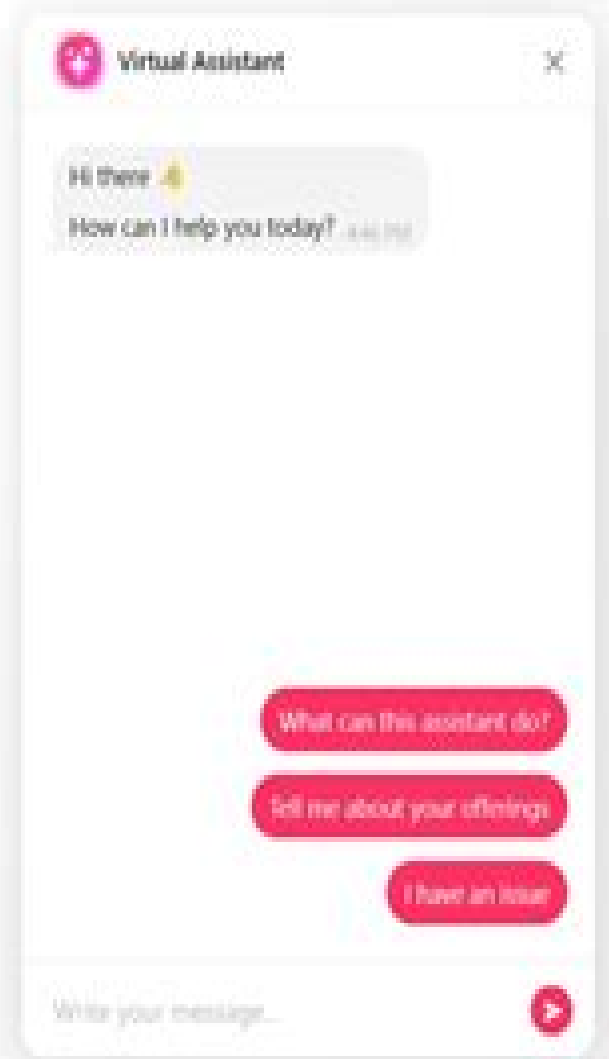 Virtual Assistant
Hi there 👋
How can I help you today?
What can this assistant do?
Tell me about your offerings
I have an issue
Write your message...